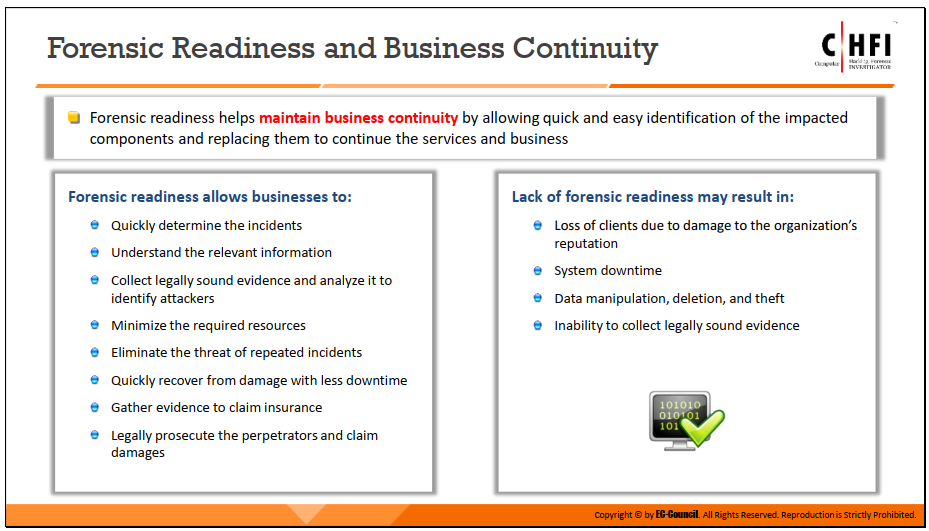 Forensic Readiness and Business Continuity
C HFI
Computer Hacking Forensic
INVESTIGATOR
Forensic readiness helps maintain business continuity by allowing quick and easy identification of the impacted
components and replacing them to continue the services and business
Forensic readiness allows businesses to:
Quickly determine the incidents
Understand the relevant information
Collect legally sound evidence and analyze it to
identify attackers
Minimize the required resources
Eliminate the threat of repeated incidents
Quickly recover from damage with less downtime
Gather evidence to claim insurance
Legally prosecute the perpetrators and claim
damages
Lack of forensic readiness may result in:
Loss of clients due to damage to the organization's
reputation
System downtime
Data manipulation, deletion, and theft
Inability to collect legally sound evidence
101010
010101
101
Copyright © by EC-Council. All Rights Reserved. Reproduction is Strictly Prohibited.